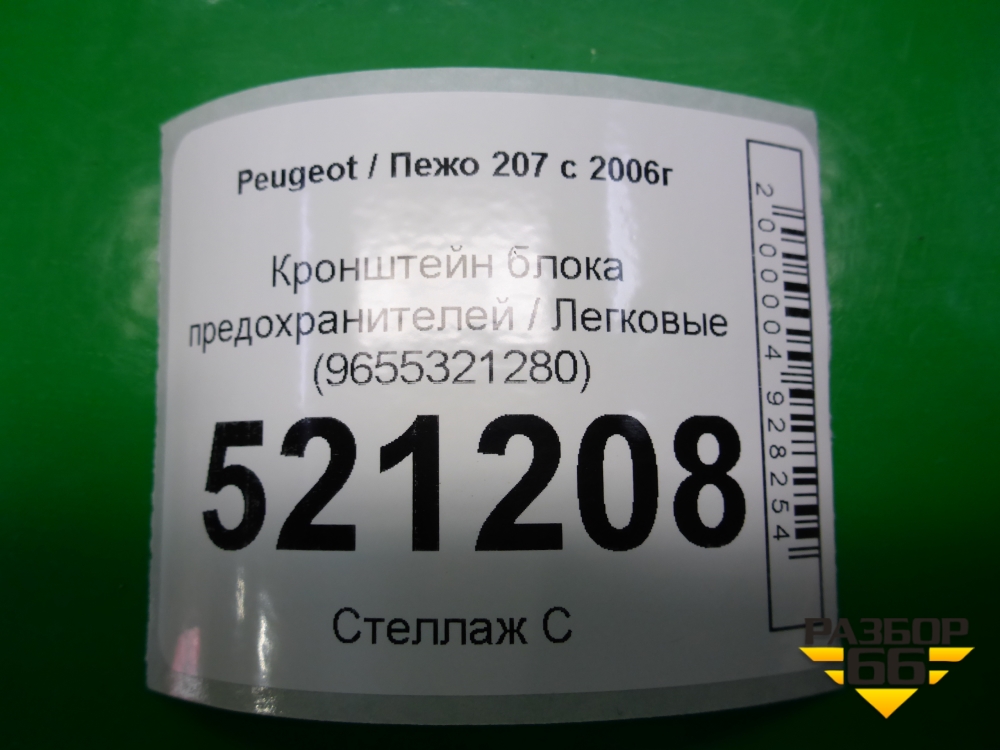 Peugeot / Пежо 207 с 2006г
Кронштейн блока
предохранителей / Легковые
(9655321280)
521208
Стеллаж С
2000004928254
РАЗБОР
66